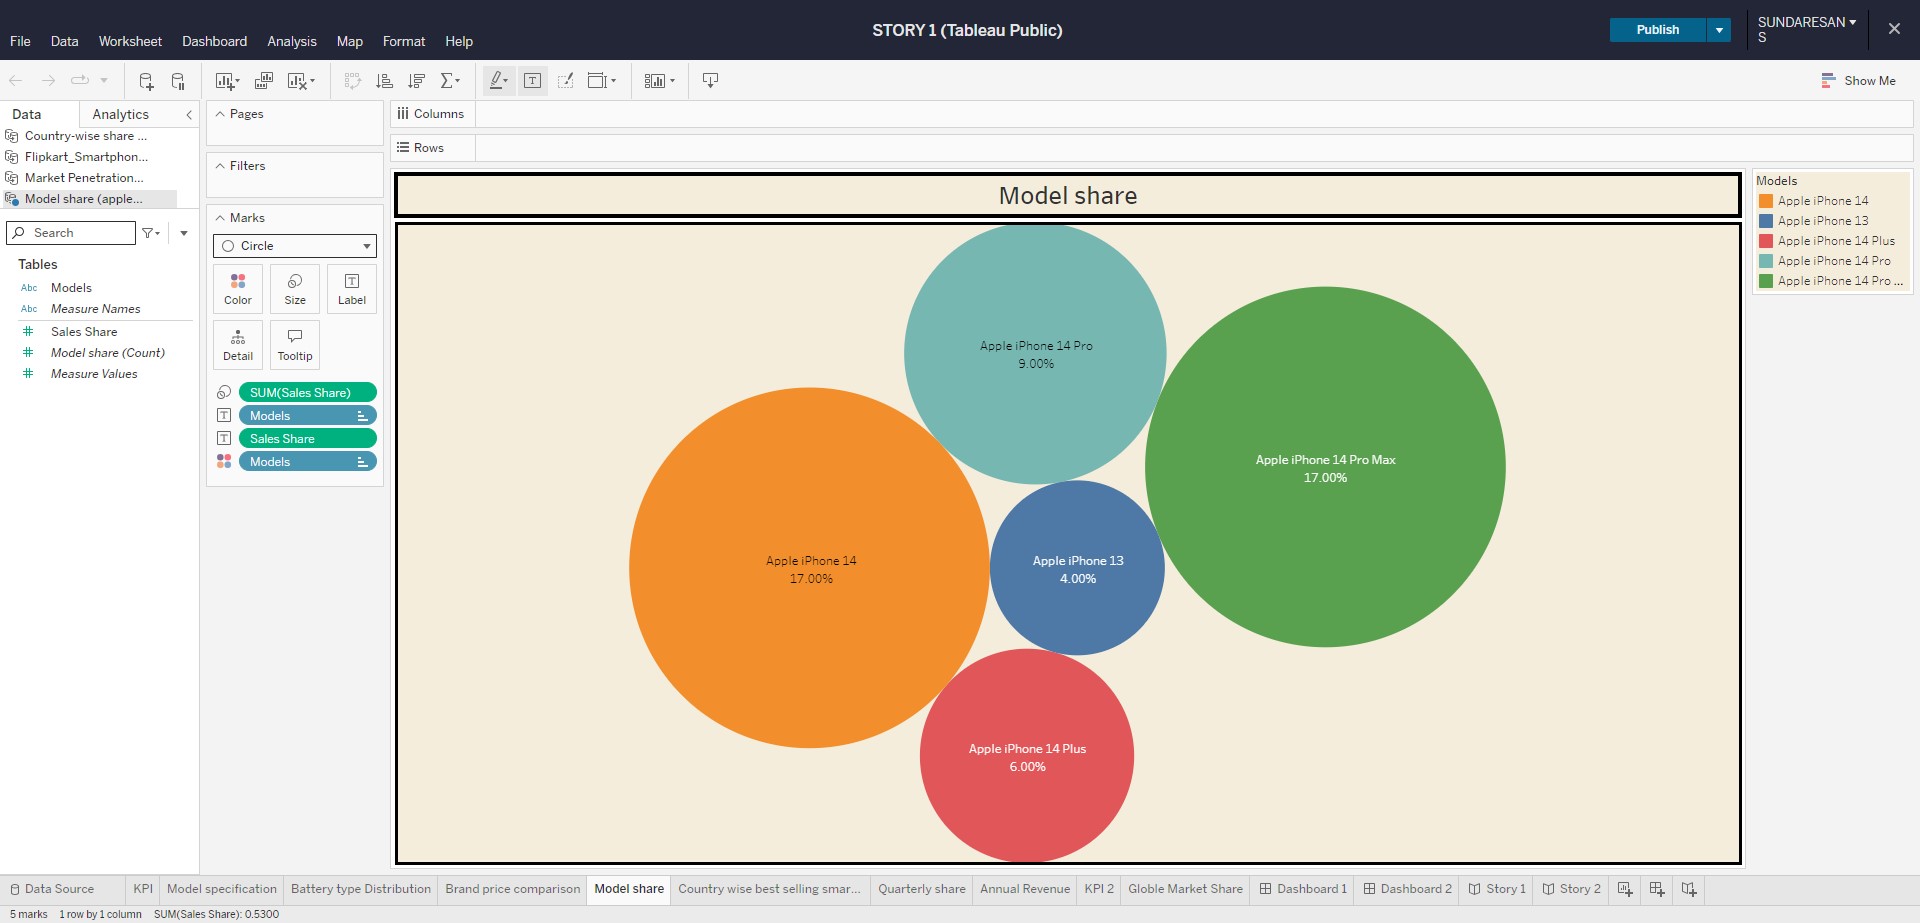 STORY 1 (Tableau Public)
Publish
SUNDARESAN
S
File Data Worksheet Dashboard Analysis Map Format Help
Show Me
Data Analytics
Country-wise share ...
Flipkart_Smartphon...
Market Penetration...
Model share (apple...
Search
Tables
Abc Models
Abc Measure Names
Sales Share
Model share (Count)
Measure Values
Pages
Filters
Marks
Circle
Color Size Label
Detail Tooltip
SUM(Sales Share)
Models
Sales Share
Models
Columns
Rows
Model share
Apple iPhone 14 Pro
9.00%
Apple iPhone 14 Pro Max
17.00%
Apple iPhone 14
17.00%
Apple iPhone 13
4.00%
Apple iPhone 14 Plus
6.00%
Models
Apple iPhone 14
Apple iPhone 13
Apple iPhone 14 Plus
Apple iPhone 14 Pro
Apple iPhone 14 Pro ...
Data Source KPI Model specification Battery type Distribution Brand price comparison Model share Country wise best selling smar... Quarterly share Annual Revenue KPI 2 Globle Market Share Dashboard 1 Dashboard 2 Story 1 Story 2
5 marks 1 row by 1 column SUM(Sales Share): 0.5300